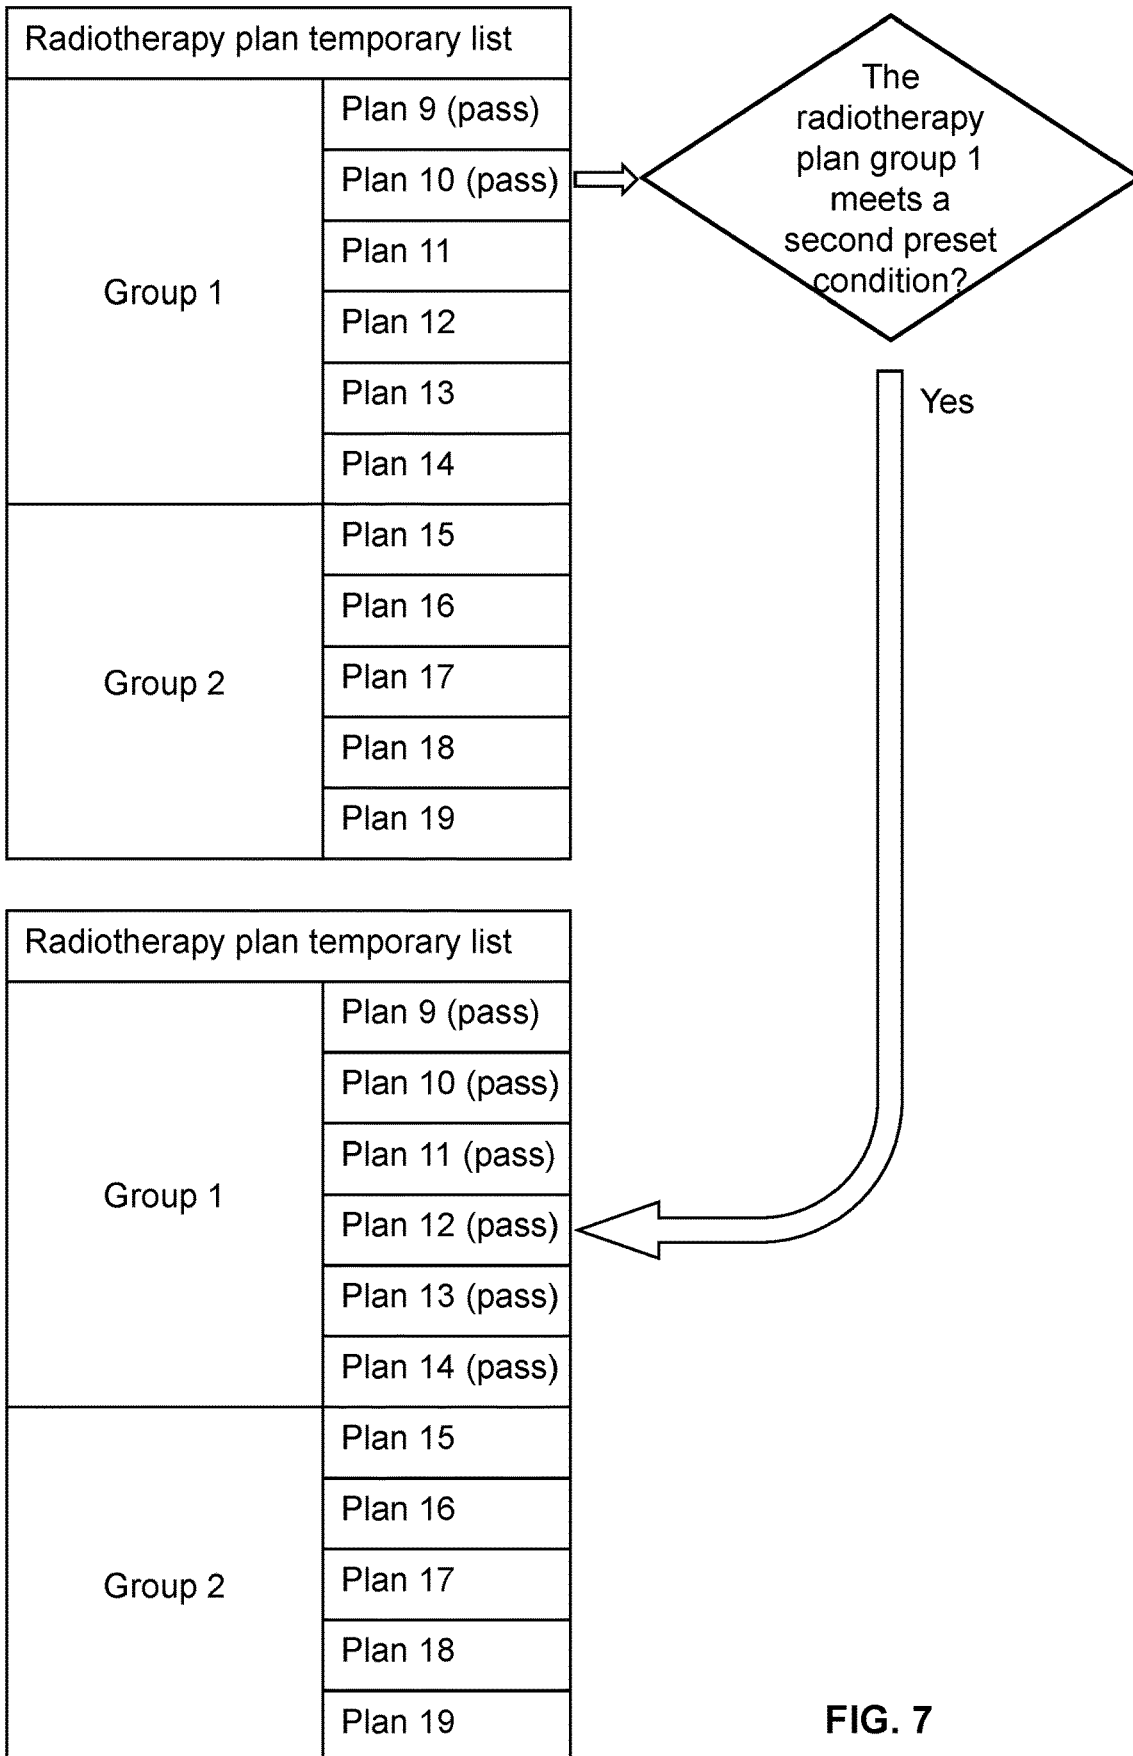 Radiotherapy plan temporary list
Group 1
Plan 9 (pass)
Plan 10 (pass)
Plan 11
Plan 12
Plan 13
Plan 14
Group 2
Plan 15
Plan 16
Plan 17
Plan 18
Plan 19
The
radiotherapy
plan group 1
meets a
second preset
condition?
Yes
Radiotherapy plan temporary list
Group 1
Plan 9 (pass)
Plan 10 (pass)
Plan 11 (pass)
Plan 12 (pass)
Plan 13 (pass)
Plan 14 (pass)
Group 2
Plan 15
Plan 16
Plan 17
Plan 18
Plan 19
FIG. 7